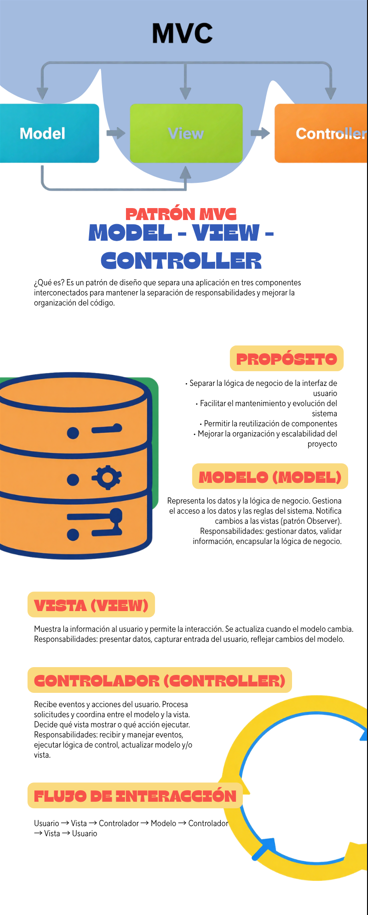 MVC
Model
View
Controller
PATRÓN MVC
MODEL - VIEW -
CONTROLLER
¿Qué es? Es un patrón de diseño que separa una aplicación en tres componentes
interconectados para mantener la separación de responsabilidades y mejorar la
organización del código.
PROPÓSITO
• Separar la lógica de negocio de la interfaz de
usuario
• Facilitar el mantenimiento y evolución del
sistema
• Permitir la reutilización de componentes
• Mejorar la organización y escalabilidad del
proyecto
MODELO (MODEL)
Representa los datos y la lógica de negocio. Gestiona
el acceso a los datos y las reglas del sistema. Notifica
cambios a las vistas (patrón Observer).
Responsabilidades: gestionar datos, validar
información, encapsular la lógica de negocio.
VISTA (VIEW)
Muestra la información al usuario y permite la interacción. Se actualiza cuando el modelo cambia.
Responsabilidades: presentar datos, capturar entrada del usuario, reflejar cambios del modelo.
CONTROLADOR (CONTROLLER)
Recibe eventos y acciones del usuario. Procesa
solicitudes y coordina entre el modelo y la vista.
Decide qué vista mostrar o qué acción ejecutar.
Responsabilidades: recibir y manejar eventos,
ejecutar lógica de control, actualizar modelo y/o
vista.
FLUJO DE INTERACCIÓN
Usuario → Vista → Controlador → Modelo → Controlador
→ Vista → Usuario